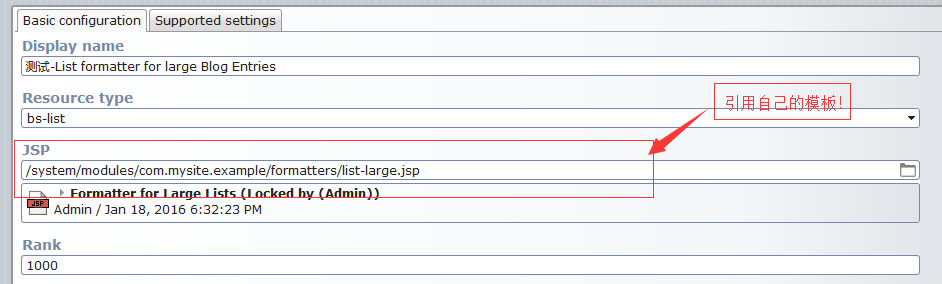 Basic configuration Supported settings
Display name
测试-List formatter for large Blog Entries
Resource type
bs-list
引用自己的模板!
JSP
/system/modules/com.mysite.example/formatters/list-large.jsp
Formatter for Large Lists (Locked by (Admin))
JSP
Admin / Jan 18, 2016 6:32:23 PM
Rank
1000